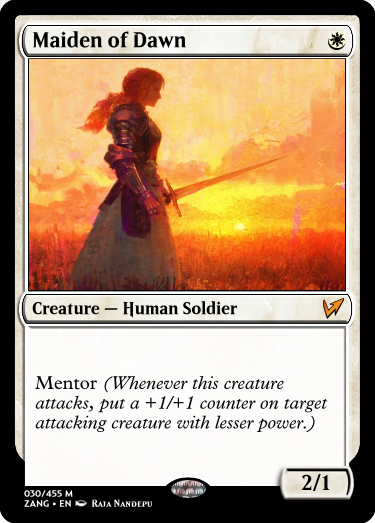 Maiden of Dawn
Creature — Human Soldier
Mentor (Whenever this creature
attacks, put a +1/+1 counter on target
attacking creature with lesser power.)
2/1
030/455 M
ZANG • EN Raja Nandepu